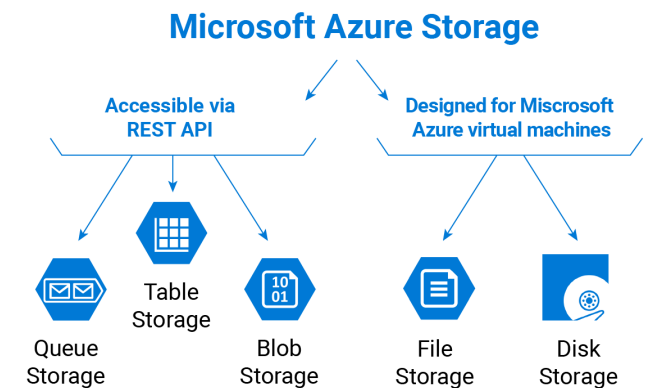 Microsoft Azure Storage
Accessible via
REST API
Designed for Miscrosoft
Azure virtual machines
10
01
Table
Storage
Queue
Storage
Blob
Storage
File
Storage
Disk
Storage